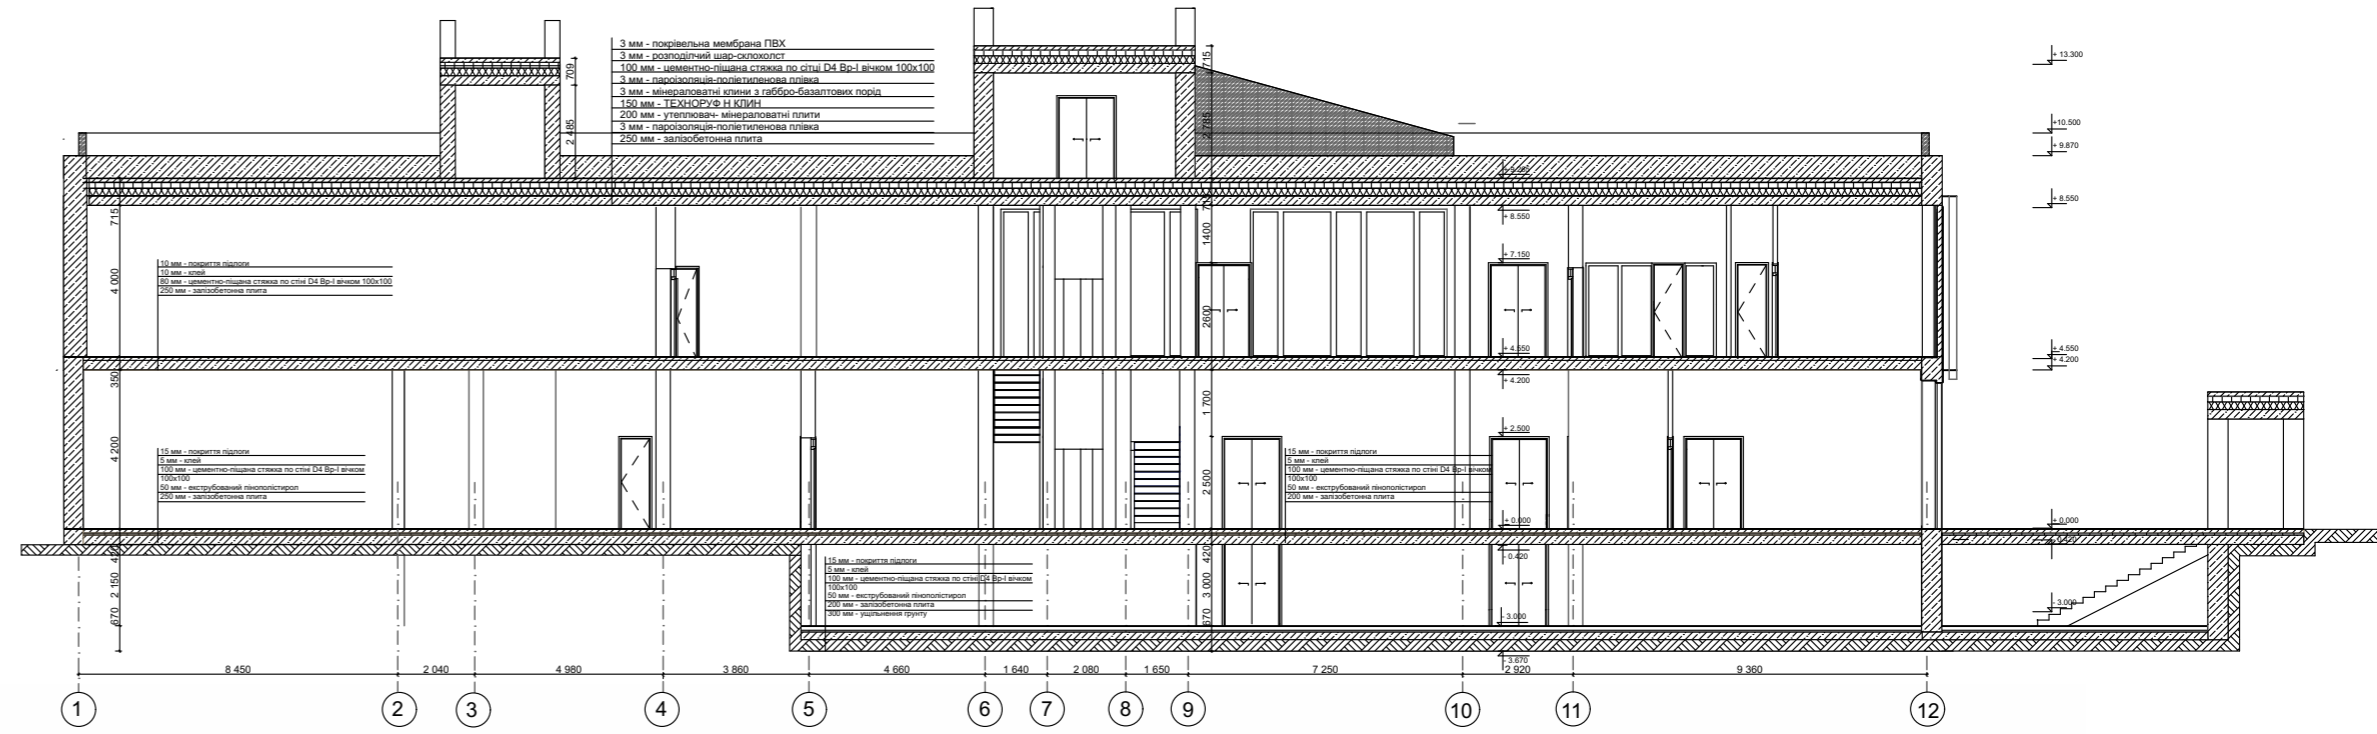 3 мм - покрівельна мембрана ПВХ
3 мм - розподілчий шар-склохолст
100 мм - цементно-піщана стяжка по сітці D4 Вр-I вічком 100х100
3 мм - пароізоляція-поліетиленова плівка
3 мм - мінераловатні клини з габбро-базалтових порід
150 мм - ТЕХНОРУФ Н КЛИН
200 мм - утеплювач- мінераловатні плити
3 мм - пароізоляція-поліетиленова плівка
250 мм - залізобетонна плита
709
2 485
715
2 785
+ 13.300
+10.500
+ 9.870
+ 8.550
+ 4.550
+ 4.200
+ 0.000
- 0.420
- 3.000
715
4 000
350
4 200
420
2 150
670
10 мм - покриття підлоги
10 мм - клей
80 мм - цементно-піщана стяжка по стіні D4 Вр-I вічком 100х100
250 мм - залізобетонна плита
1400
2600
1 700
2 500
420
3 000
670
+ 8.550
+ 7.150
+ 4.550
+ 4.200
+ 2.500
+ 0.000
- 0.420
- 3.000
- 3.670
15 мм - покриття підлоги
5 мм - клей
100 мм - цементно-піщана стяжка по стіні D4 Вр-I вічком
100х100
50 мм - екструбований пінополістирол
250 мм - залізобетонна плита
15 мм - покриття підлоги
5 мм - клей
100 мм - цементно-піщана стяжка по стіні D4 Вр-I вічком
100х100
50 мм - екструбований пінополістирол
200 мм - залізобетонна плита
15 мм - покриття підлоги
5 мм - клей
100 мм - цементно-піщана стяжка по стіні D4 Вр-I вічком
100х100
50 мм - екструбований пінополістирол
200 мм - залізобетонна плита
300 мм - ущільнення грунту
8 450 2 040 4 980 3 860 4 660 1 640 2 080 1 650 7 250 2 920 9 360
1 2 3 4 5 6 7 8 9 10 11 12